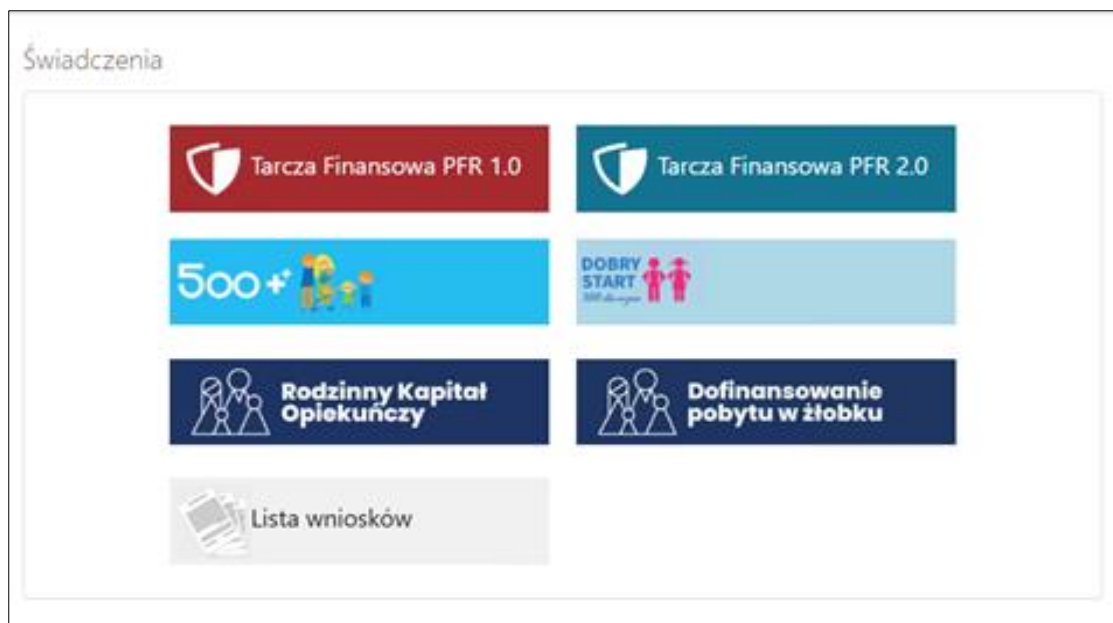 Świadczenia
Tarcza Finansowa PFR 1.0
Tarcza Finansowa PFR 2.0
500+
DOBRY
START
Rodzinny Kapitał
Opiekuńczy
Dofinansowanie
pobytu w żłobku
Lista wniosków